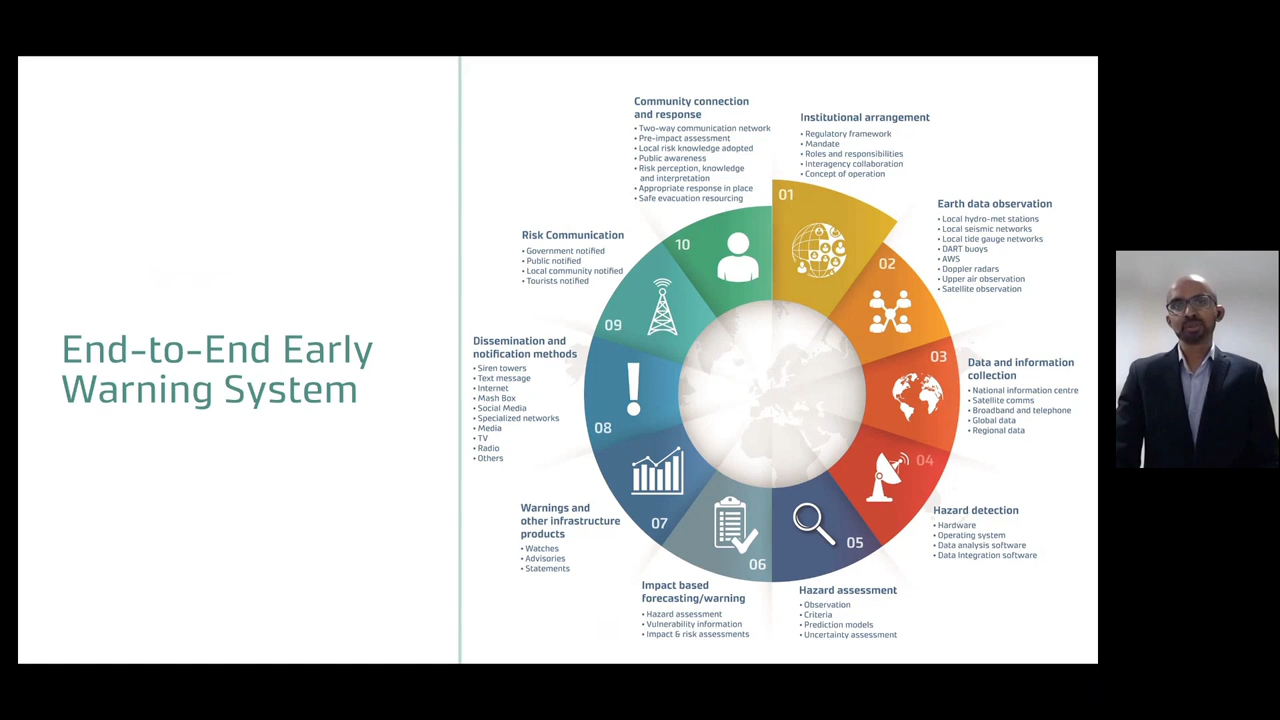 End-to-End Early
Warning System
Community connection
and response
• Two-way communication network
• Pre-impact assessment
• Local risk knowledge adopted
• Public awareness
• Risk perception, knowledge
and interpretation
• Appropriate response in place
• Safe evacuation resourcing
Institutional arrangement
• Regulatory framework
• Mandate
• Roles and responsibilities
• Interagency collaboration
• Concept of operation
Earth data observation
• Local hydro-met stations
• Local seismic networks
• Local tide gauge networks
• DART buoys
• AWS
• Doppler radars
• Upper air observation
• Satellite observation
Data and information
collection
• National information centre
• Satellite comms
• Broadband and telephone
• Global data
• Regional data
Hazard detection
• Hardware
• Operating system
• Data analysis software
• Data Integration software
Hazard assessment
• Observation
• Criteria
• Prediction models
• Uncertainty assessment
Impact based
forecasting/warning
• Hazard assessment
• Vulnerability information
• Impact & risk assessments
Warnings and
other infrastructure
products
• Watches
• Advisories
• Statements
Dissemination and
notification methods
• Siren towers
• Text message
• Internet
• Mash Box
• Social Media
• Specialized networks
• Media
• TV
• Radio
• Others
Risk Communication
• Government notified
• Public notified
• Local community notified
• Tourists notified
01
02
03
04
05
06
07
08
09
10